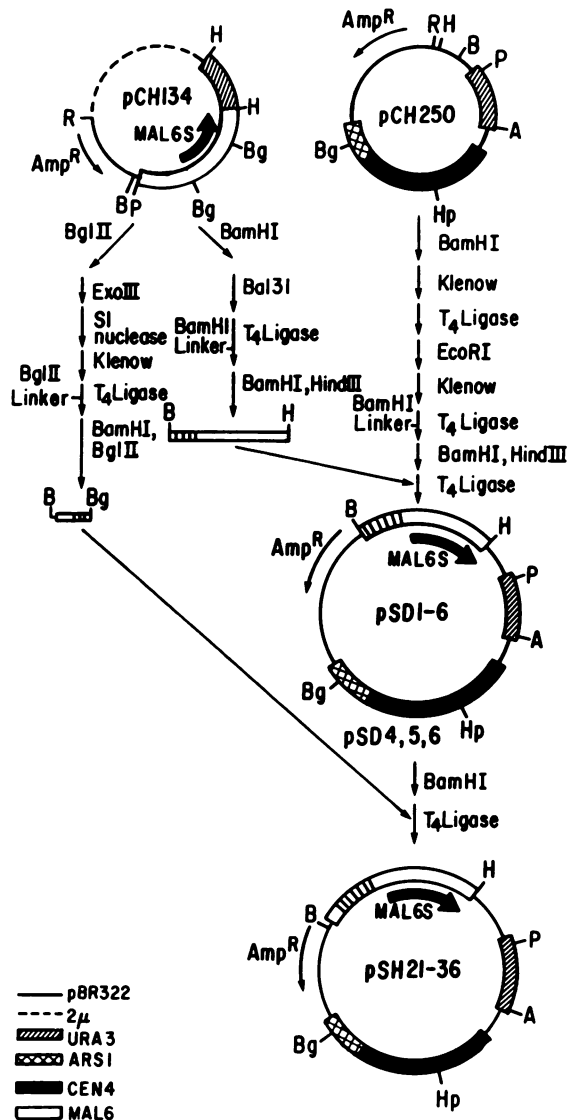 H
pCH134
R
H
MAL6S
AmpR
Bg
BP
Bg
AmpR
RH
B
P
pCH250
Bg
A
Hp
BglII
ExoIII
S1
nuclease
Klenow
BglII
Linker
T4Ligase
BamHI,
BglII
B
Bg
BamHI
Bal31
BamHI
Linker
T4Ligase
BamHI, HindIII
B
H
BamHI
Klenow
T4Ligase
EcoRI
Klenow
BamHI
Linker
T4Ligase
BamHI, HindIII
T4Ligase
B
H
AmpR
MAL6S
P
pSD1-6
A
Bg
Hp
pSD4,5,6
BamHI
T4Ligase
H
B
MAL6S
AmpR
P
pSH21-36
A
Bg
Hp
pBR322
2μ
URA3
ARS1
CEN4
MAL6